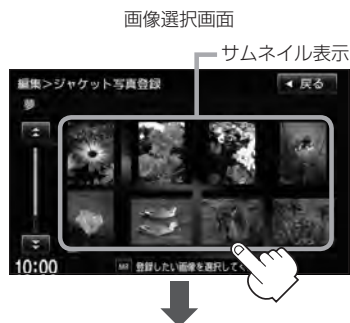 画像選択画面
サムネイル表示
編集>ジャケット写真登録
◀ 戻る
夢
10:00
登録したい画像を選択してく